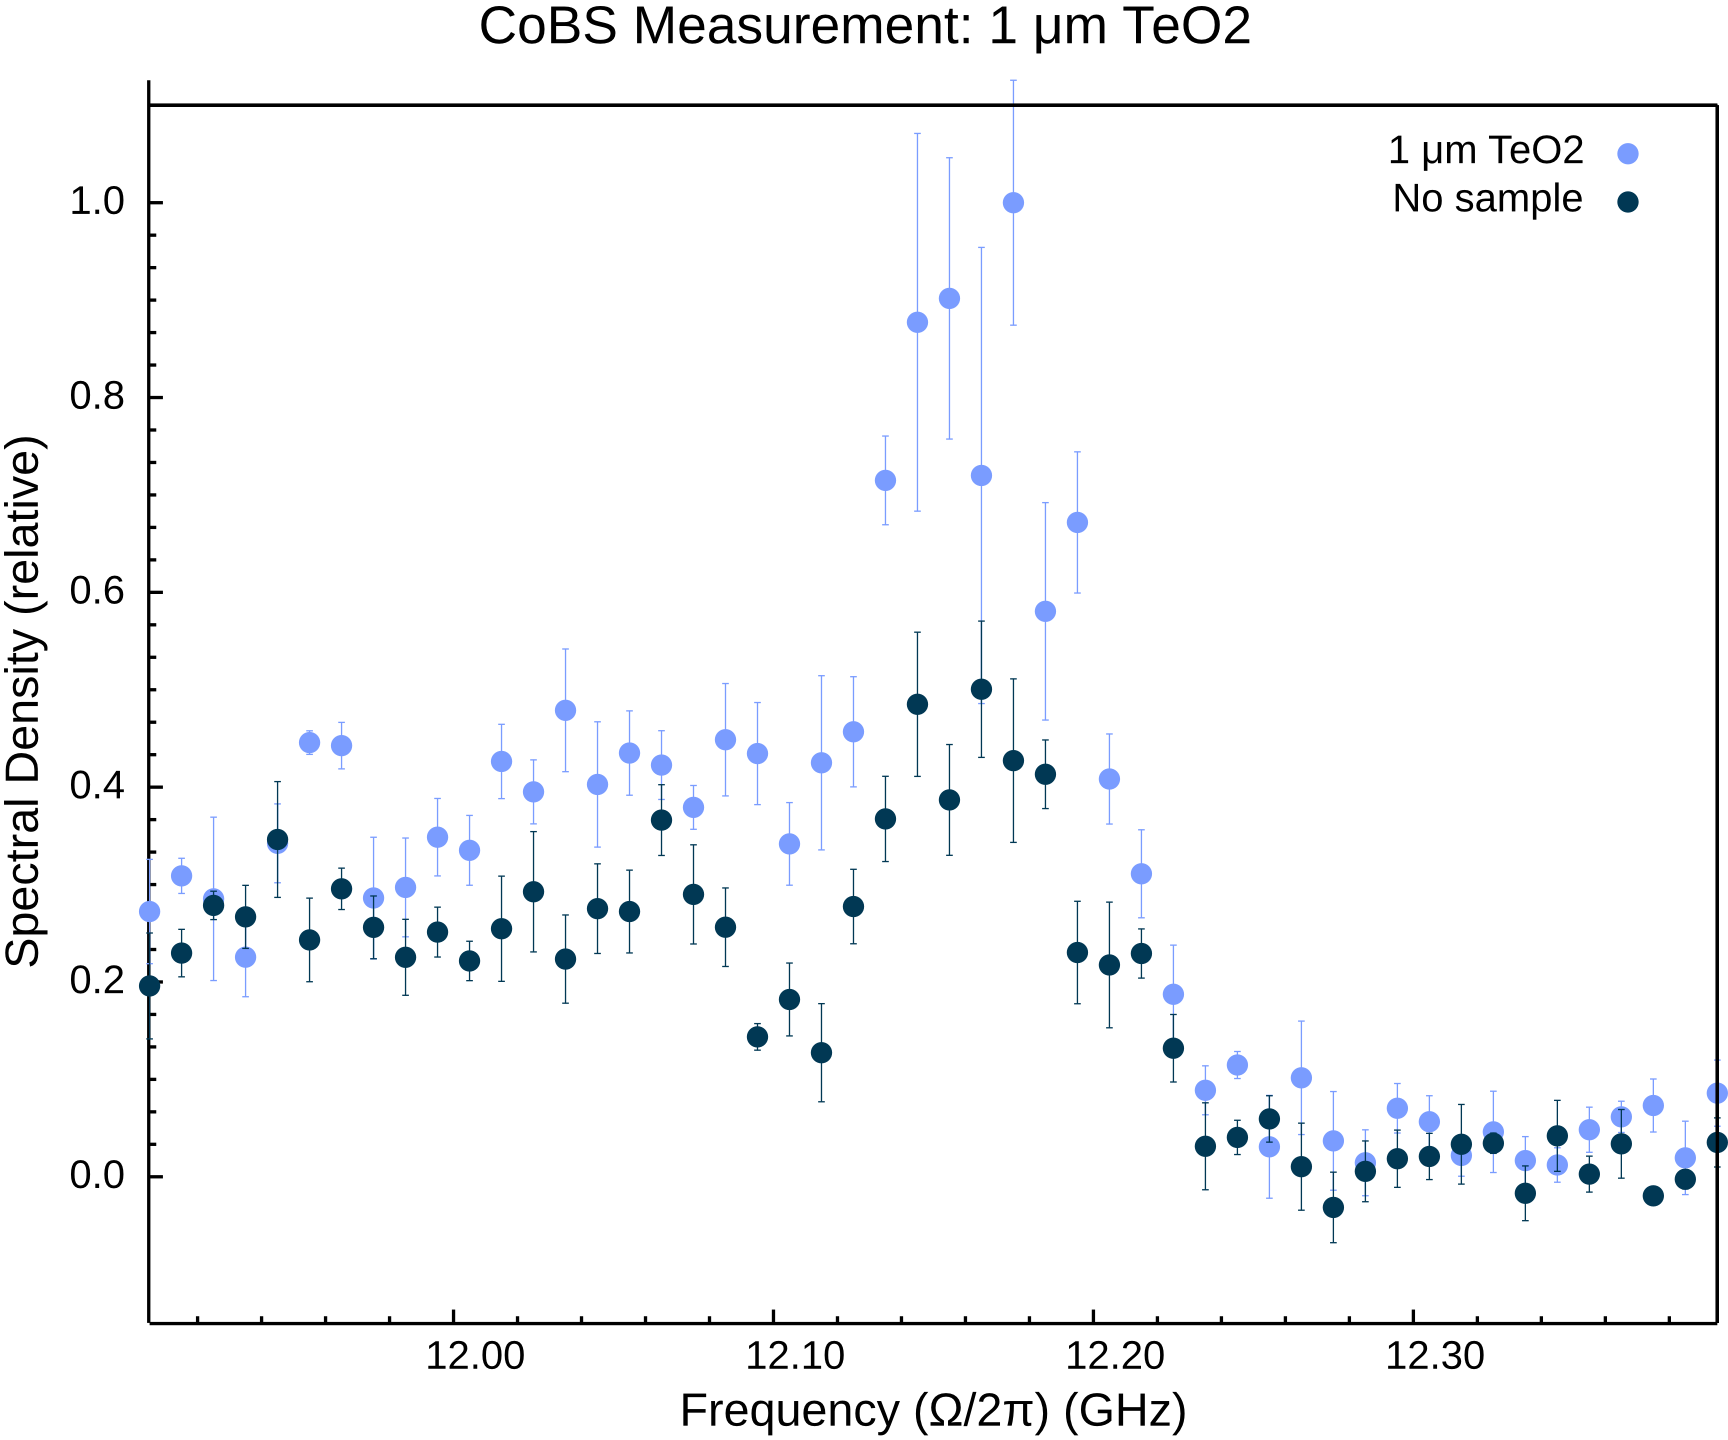 CoBS Measurement: 1 μm TeO2
1 μm TeO2
No sample
1.0
0.8
0.6
0.4
0.2
0.0
Spectral Density (relative)
12.00 12.10 12.20 12.30
Frequency (Ω/2π) (GHz)